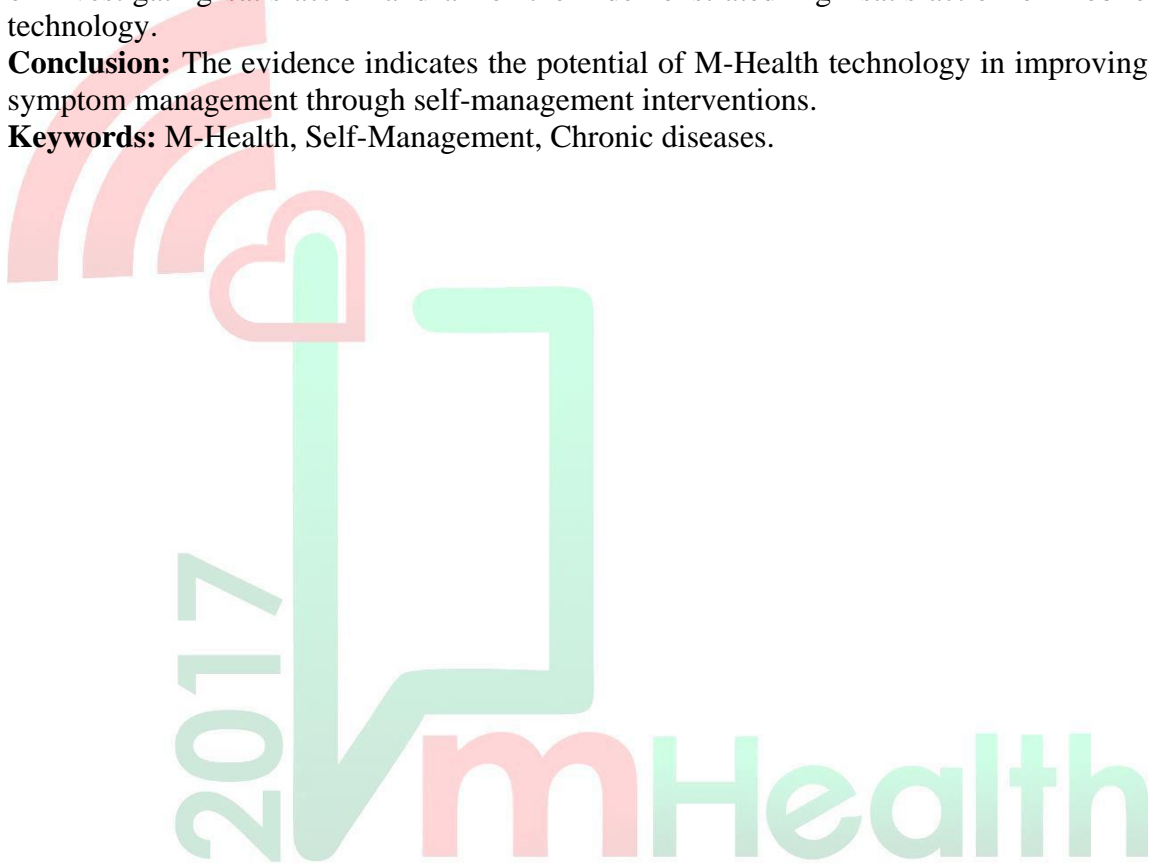 technology.
Conclusion: The evidence indicates the potential of M-Health technology in improving
symptom management through self-management interventions.
Keywords: M-Health, Self-Management, Chronic diseases.
2017
mHealth